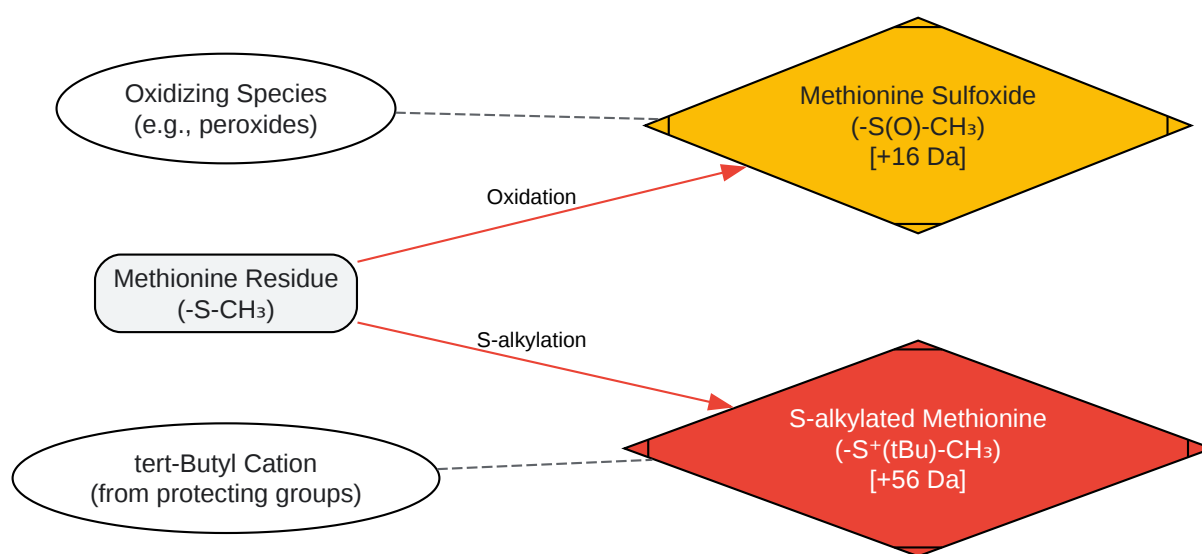 Oxidizing Species
(e.g., peroxides)
Methionine Sulfoxide
(-S(O)-CH₃)
[+16 Da]
Oxidation
Methionine Residue
(-S-CH₃)
S-alkylation
S-alkylated Methionine
(-S⁺(tBu)-CH₃)
[+56 Da]
tert-Butyl Cation
(from protecting groups)